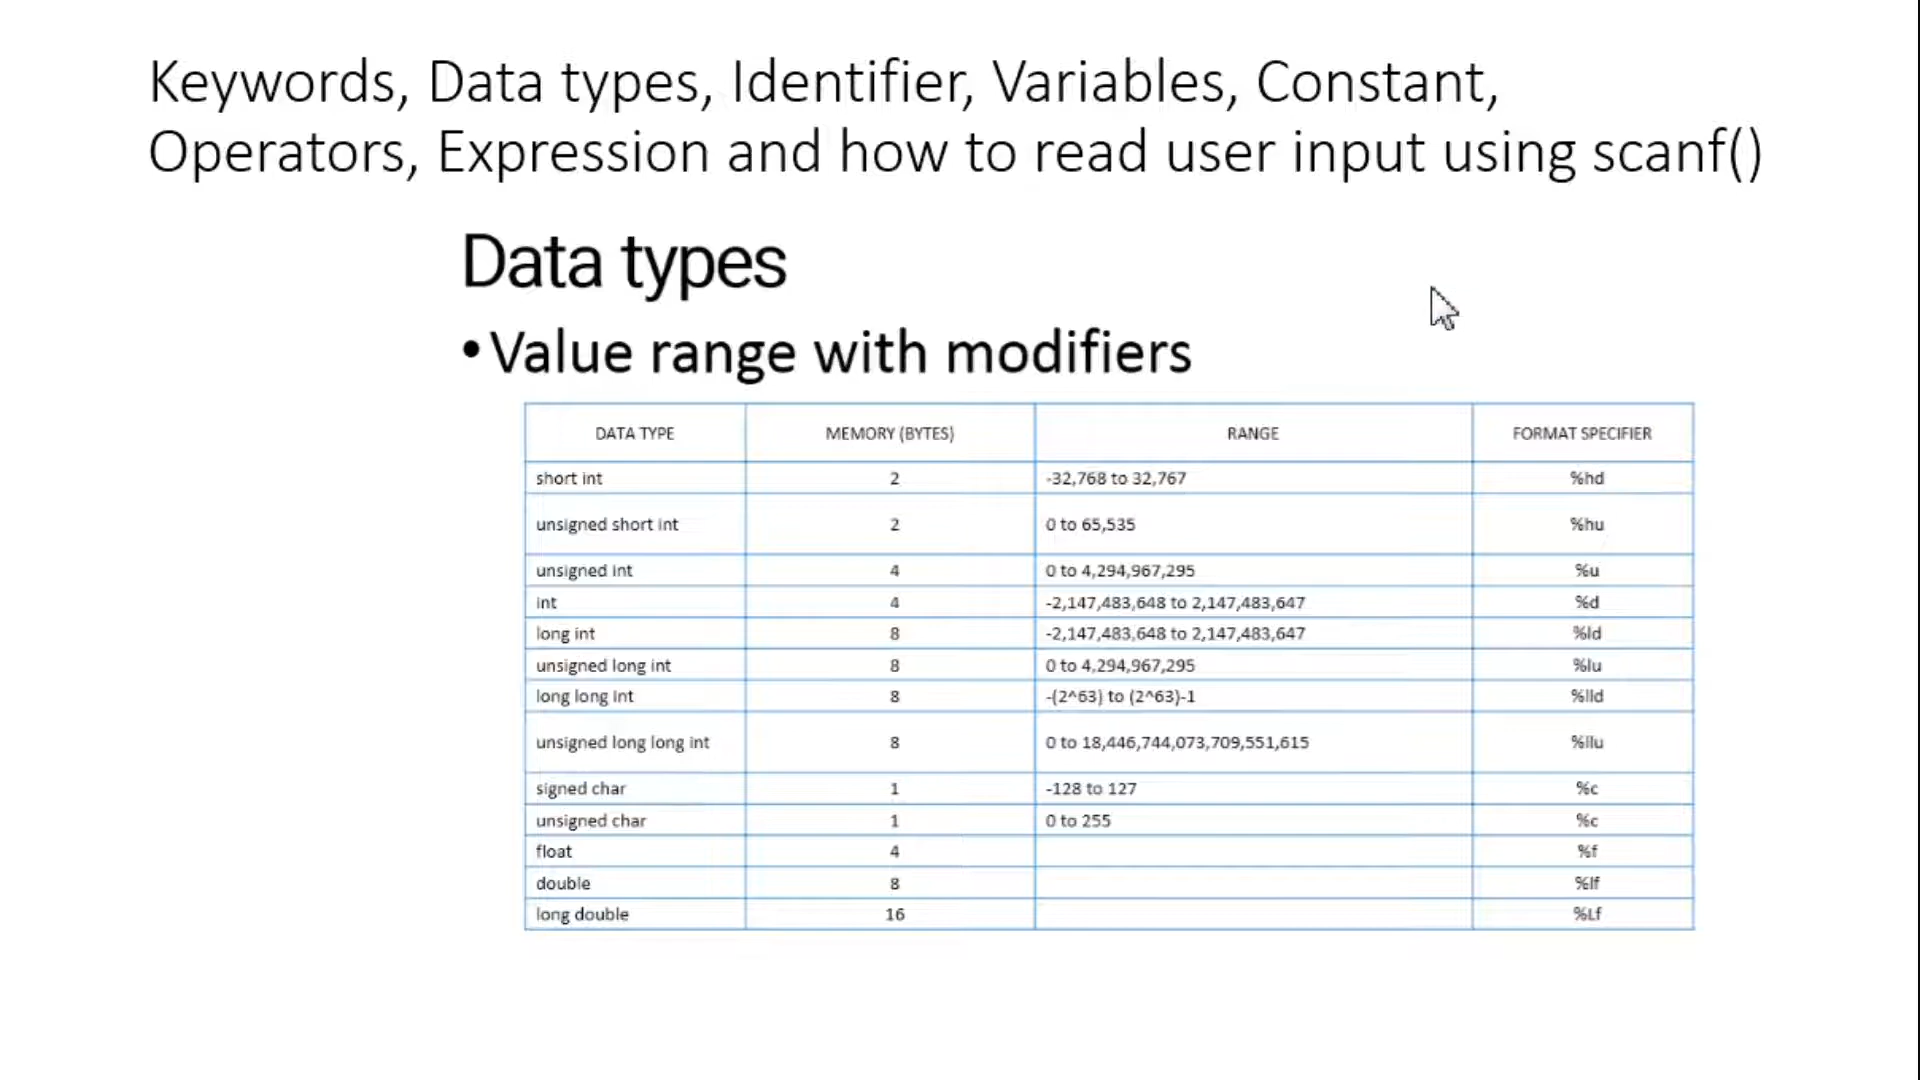 Keywords, Data types, Identifier, Variables, Constant,
Operators, Expression and how to read user input using scanf()
Data types
•Value range with modifiers
DATA TYPE MEMORY (BYTES) RANGE FORMAT SPECIFIER
short int 2 -32,768 to 32,767 %hd
unsigned short int 2 0 to 65,535 %hu
unsigned int 4 0 to 4,294,967,295 %u
int 4 -2,147,483,648 to 2,147,483,647 %d
long int 8 -2,147,483,648 to 2,147,483,647 %ld
unsigned long int 8 0 to 4,294,967,295 %lu
long long int 8 -(2^63) to (2^63)-1 %lld
unsigned long long int 8 0 to 18,446,744,073,709,551,615 %llu
signed char 1 -128 to 127 %c
unsigned char 1 0 to 255 %c
float 4 %f
double 8 %lf
long double 16 %Lf